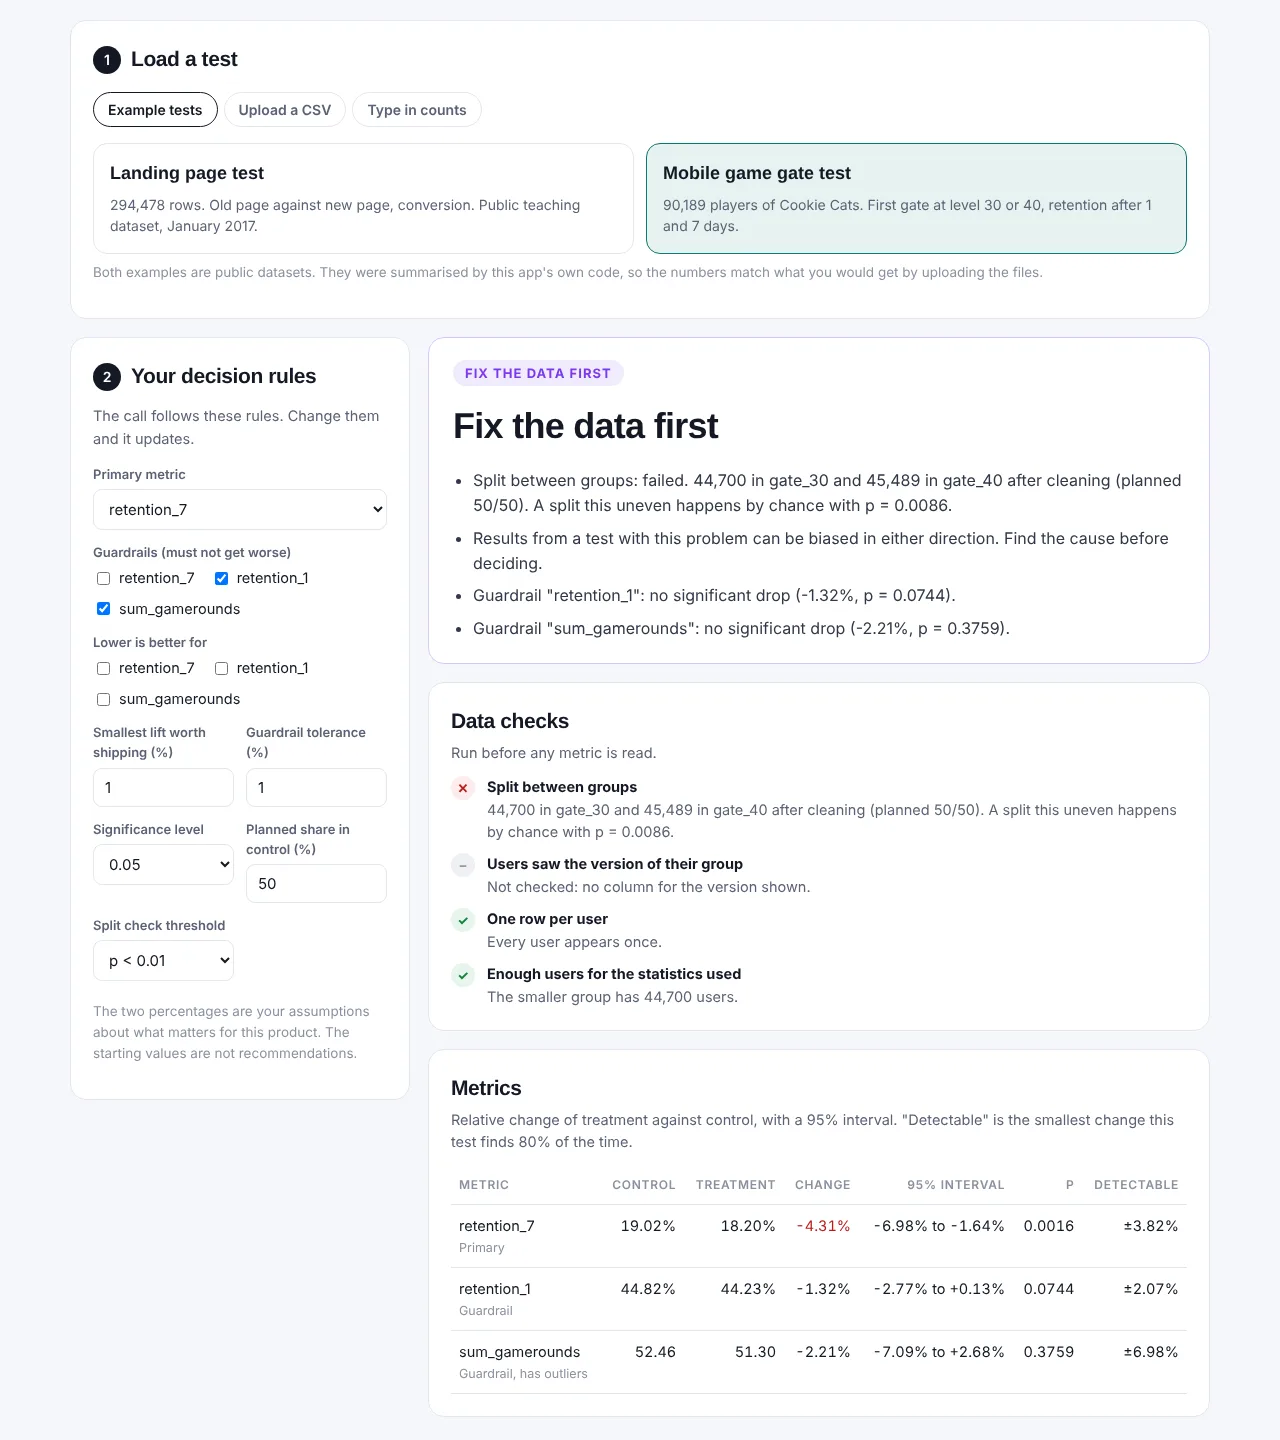 1 Load a test
Example tests Upload a CSV Type in counts
Landing page test
294,478 rows. Old page against new page, conversion. Public teaching
dataset, January 2017.
Mobile game gate test
90,189 players of Cookie Cats. First gate at level 30 or 40, retention after 1
and 7 days.
Both examples are public datasets. They were summarised by this app's own code, so the numbers match what you would get by uploading the files.
2 Your decision rules
The call follows these rules. Change them
and it updates.
Primary metric
retention_7
Guardrails (must not get worse)
retention_7 retention_1
sum_gamerounds
Lower is better for
retention_7 retention_1
sum_gamerounds
Smallest lift worth
shipping (%)
1
Guardrail tolerance
(%)
1
Significance level
0.05
Planned share in
control (%)
50
Split check threshold
p < 0.01
The two percentages are your assumptions
about what matters for this product. The
starting values are not recommendations.
FIX THE DATA FIRST
Fix the data first
• Split between groups: failed. 44,700 in gate_30 and 45,489 in gate_40 after cleaning (planned
50/50). A split this uneven happens by chance with p = 0.0086.
• Results from a test with this problem can be biased in either direction. Find the cause before
deciding.
• Guardrail "retention_1": no significant drop (-1.32%, p = 0.0744).
• Guardrail "sum_gamerounds": no significant drop (-2.21%, p = 0.3759).
Data checks
Run before any metric is read.
Split between groups
44,700 in gate_30 and 45,489 in gate_40 after cleaning (planned 50/50). A split this uneven happens
by chance with p = 0.0086.
Users saw the version of their group
Not checked: no column for the version shown.
One row per user
Every user appears once.
Enough users for the statistics used
The smaller group has 44,700 users.
Metrics
Relative change of treatment against control, with a 95% interval. "Detectable" is the smallest change this
test finds 80% of the time.
METRIC CONTROL TREATMENT CHANGE 95% INTERVAL P DETECTABLE
retention_7 19.02% 18.20% -4.31% -6.98% to -1.64% 0.0016 ±3.82%
Primary
retention_1 44.82% 44.23% -1.32% -2.77% to +0.13% 0.0744 ±2.07%
Guardrail
sum_gamerounds 52.46 51.30 -2.21% -7.09% to +2.68% 0.3759 ±6.98%
Guardrail, has outliers